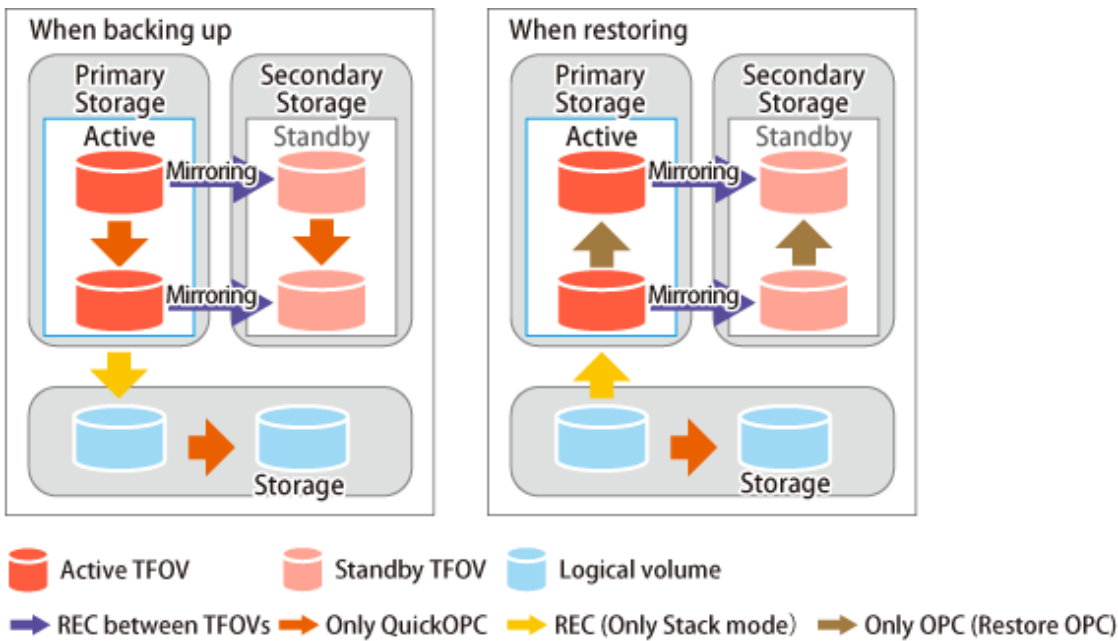 When backing up
Primary
Storage
Active
Secondary
Storage
Standby
Mirroring
Mirroring
Storage
When restoring
Primary
Storage
Active
Secondary
Storage
Standby
Mirroring
Mirroring
Storage
Active TFOV
Standby TFOV
Logical volume
REC between TFOVs
Only QuickOPC
REC (Only Stack mode)
Only OPC (Restore OPC)